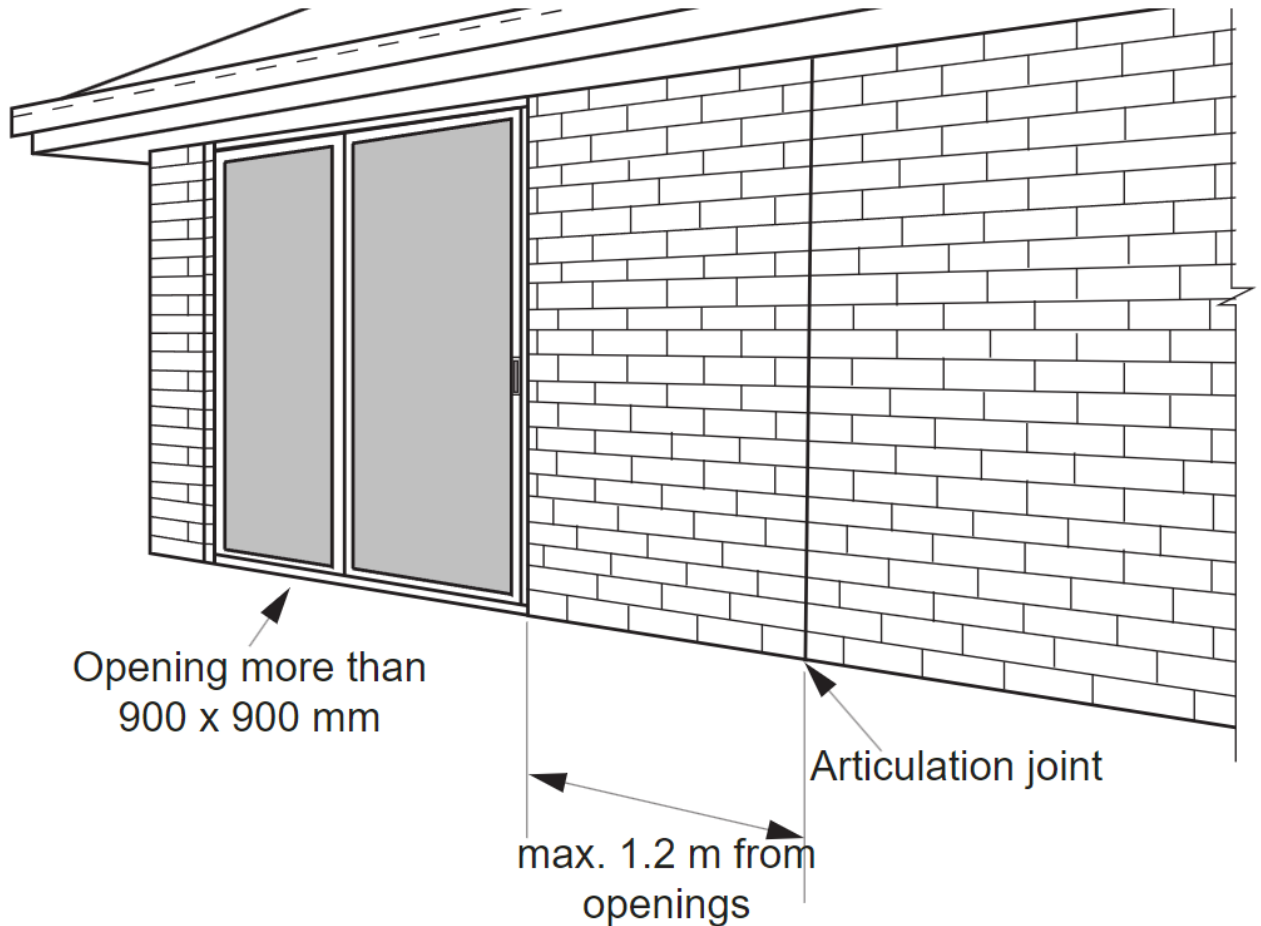 Opening more than
900 x 900 mm
Articulation joint
max. 1.2 m from
openings